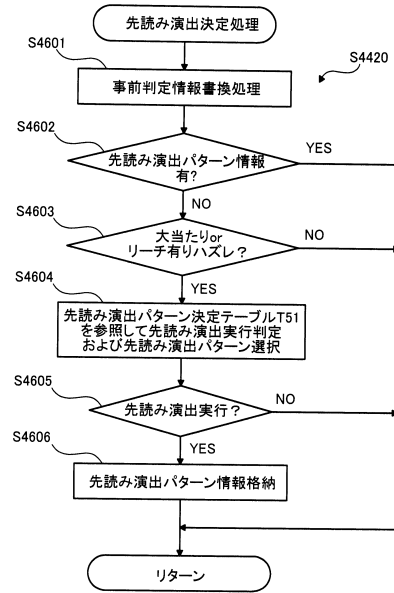 先読み演出決定処理
S4601
S4420
事前判定情報書換処理
S4602
先読み演出パターン情報
有?
YES
NO
S4603
大当たりor
リーチ有りハズレ?
NO
YES
S4604
先読み演出パターン決定テーブルT51
を参照して先読み演出実行判定
および先読み演出パターン選択
S4605
先読み演出実行?
NO
YES
S4606
先読み演出パターン情報格納
リターン